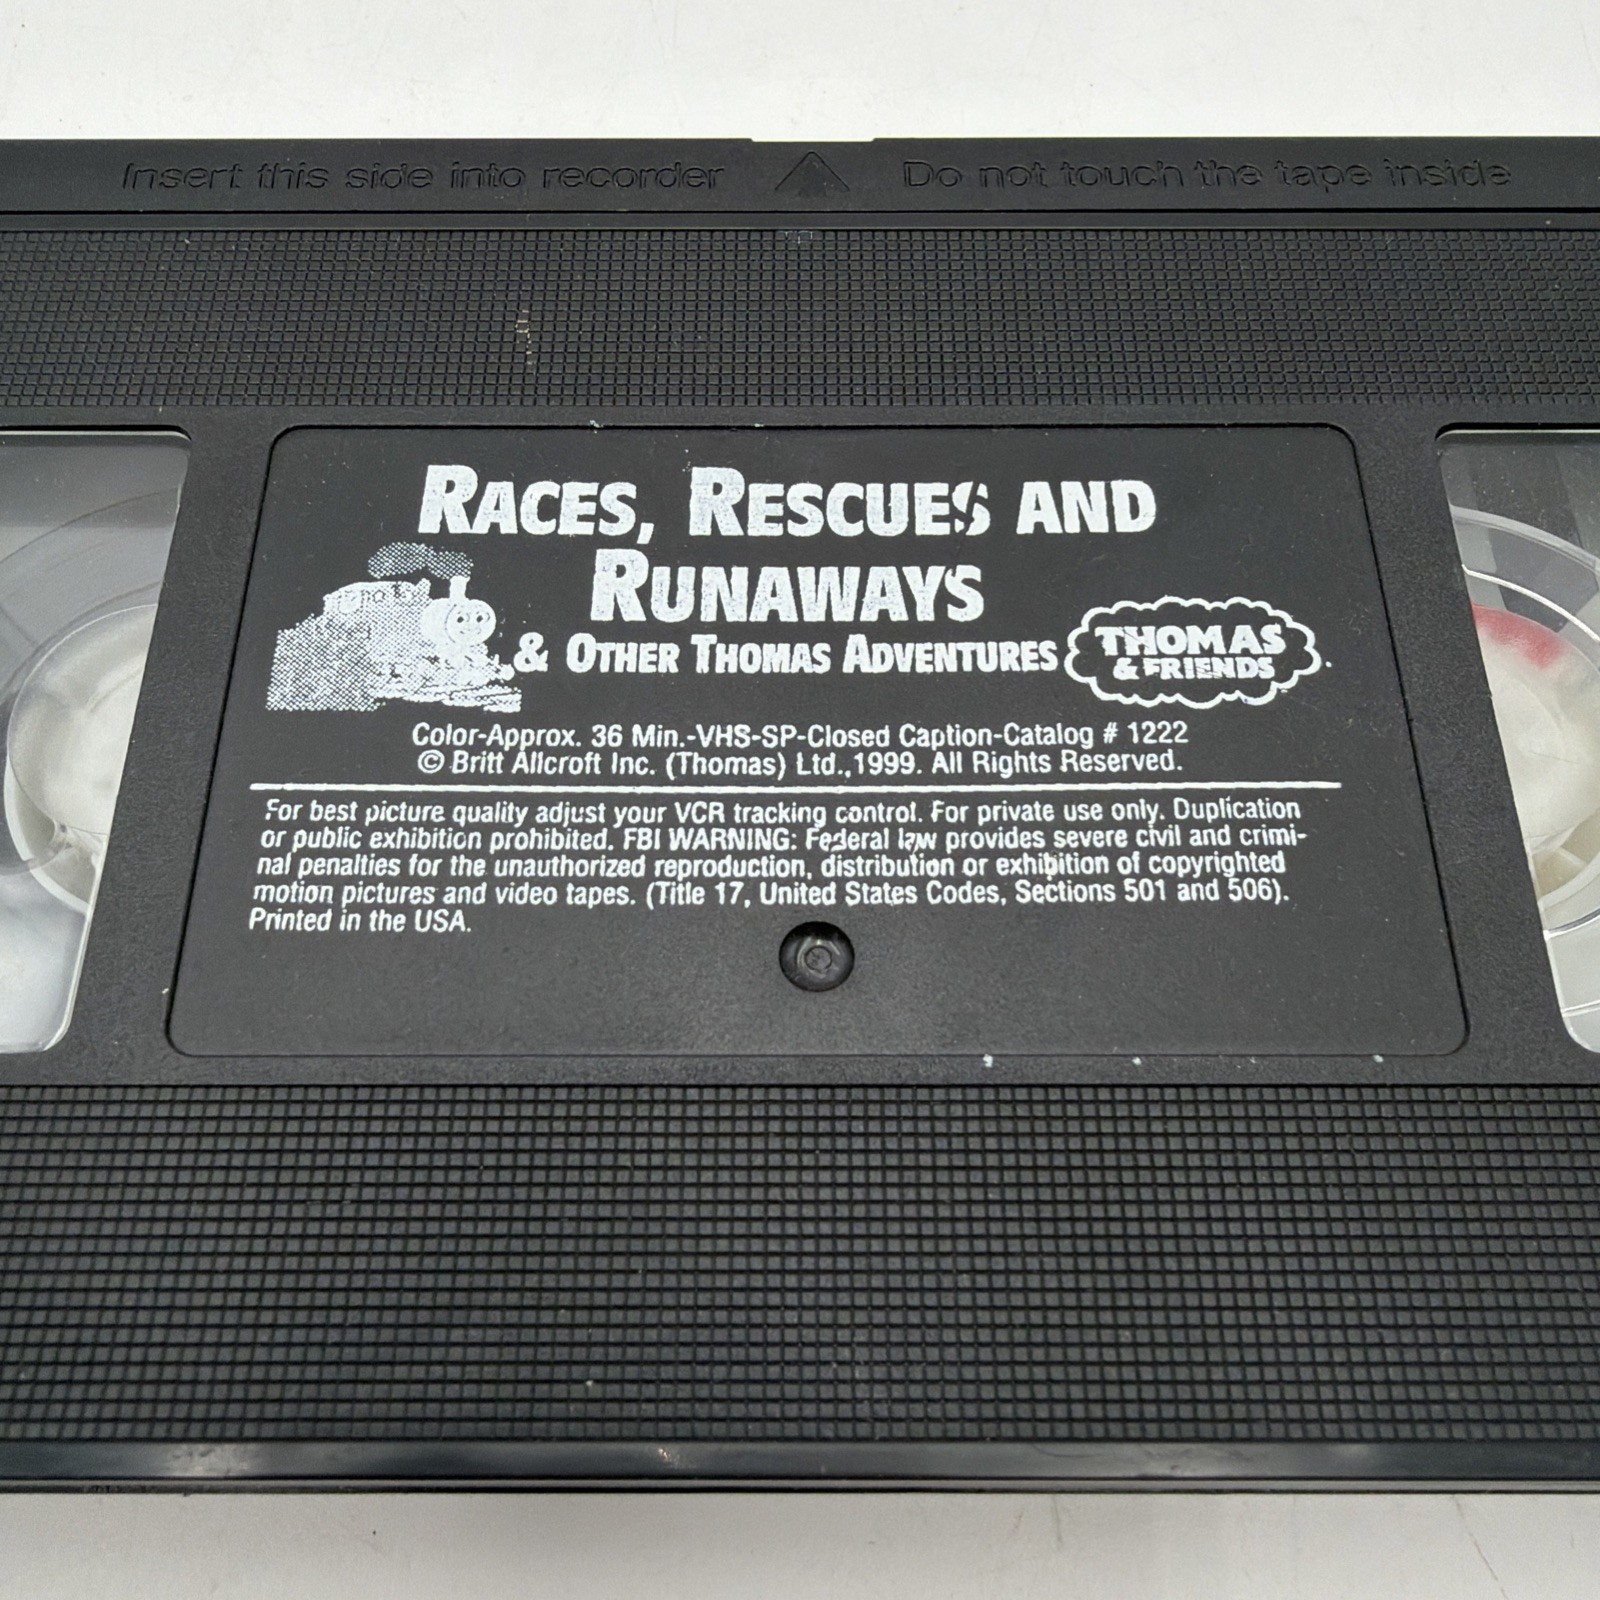 Insert this side into recorder Do not touch the tape inside
RACES, RESCUES AND
RUNAWAYS
& OTHER THOMAS ADVENTURES
THOMAS
& FRIENDS
Color-Approx. 36 Min.-VHS-SP-Closed Caption-Catalog # 1222
© Britt Allcroft Inc. (Thomas) Ltd.,1999. All Rights Reserved.
For best picture quality adjust your VCR tracking control. For private use only. Duplication
or public exhibition prohibited. FBI WARNING: Federal law provides severe civil and crimi-
nal penalties for the unauthorized reproduction, distribution or exhibition of copyrighted
motion pictures and video tapes. (Title 17, United States Codes, Sections 501 and 506).
Printed in the USA.